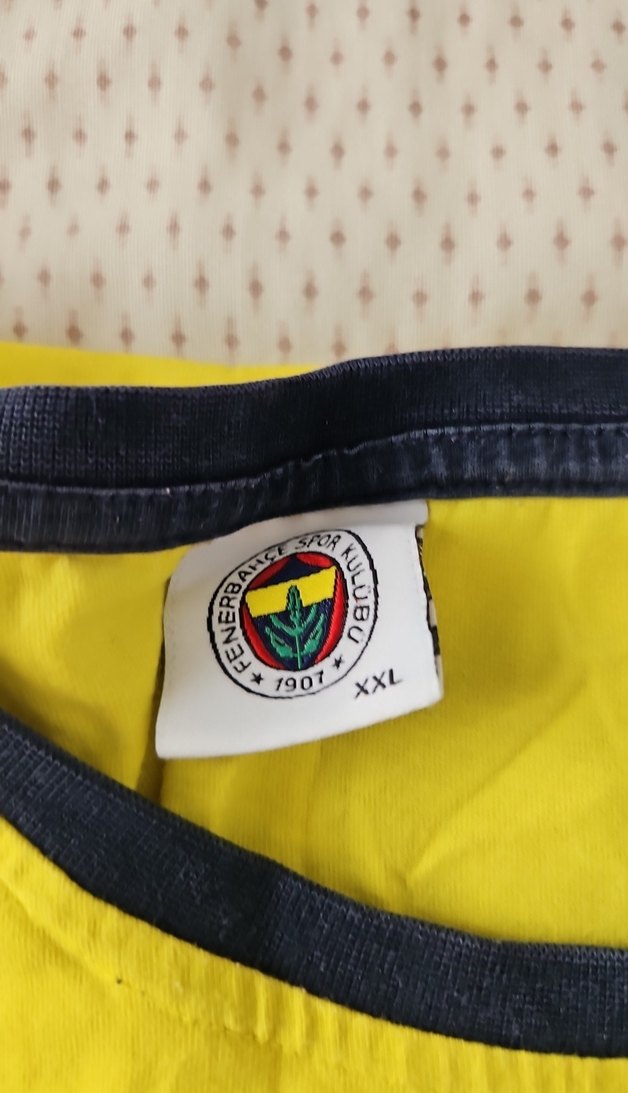 FENERBAHÇE SPOR KULÜBÜ
★ 1907 ★
XXL